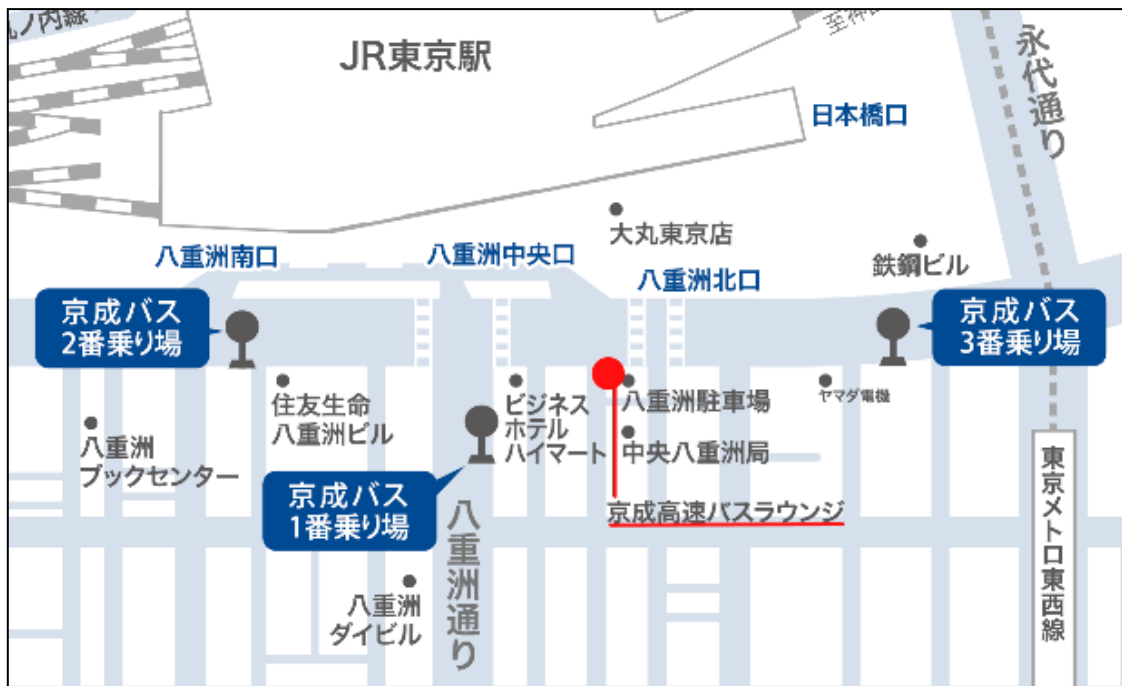 丸ノ内線
JR東京駅
至神田
永代通り
日本橋口
大丸東京店
八重洲南口
八重洲中央口
八重洲北口
鉄鋼ビル
京成バス
2番乗り場
京成バス
3番乗り場
住友生命
八重洲ビル
ビジネス
ホテル
ハイマート
八重洲駐車場
ヤマダ電機
八重洲
ブックセンター
中央八重洲局
京成バス
1番乗り場
京成高速バスラウンジ
八重洲通り
東京メトロ東西線
八重洲
ダイビル